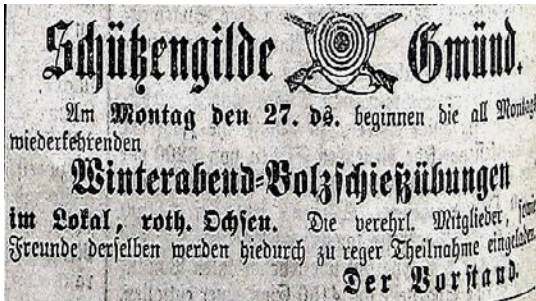 Schützengilde Gmünd.
Am Montag den 27. ds. beginnen die all Montag
wiederkehrenden
Winterabend-Bolzschießübungen
im Lokal, roth. Ochsen. Die verehrl. Mitglieder, sowie
Freunde derselben werden hiedurch zu reger Theilnahme eingeladen.
Der Vorstand.